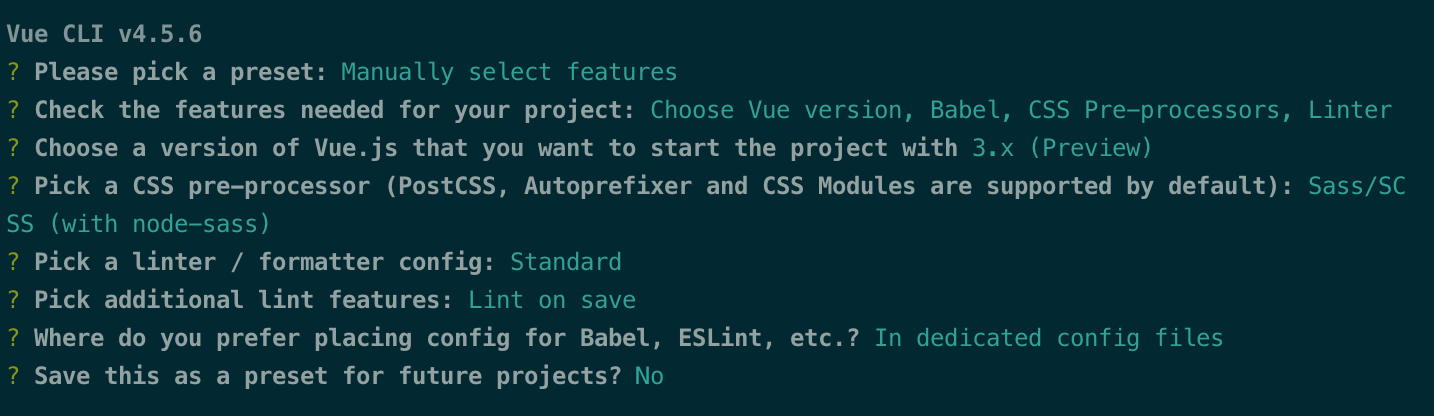 Vue CLI v4.5.6
? Please pick a preset: Manually select features
? Check the features needed for your project: Choose Vue version, Babel, CSS Pre-processors, Linter
? Choose a version of Vue.js that you want to start the project with 3.x (Preview)
? Pick a CSS pre-processor (PostCSS, Autoprefixer and CSS Modules are supported by default): Sass/SC
SS (with node-sass)
? Pick a linter / formatter config: Standard
? Pick additional lint features: Lint on save
? Where do you prefer placing config for Babel, ESLint, etc.? In dedicated config files
? Save this as a preset for future projects? No